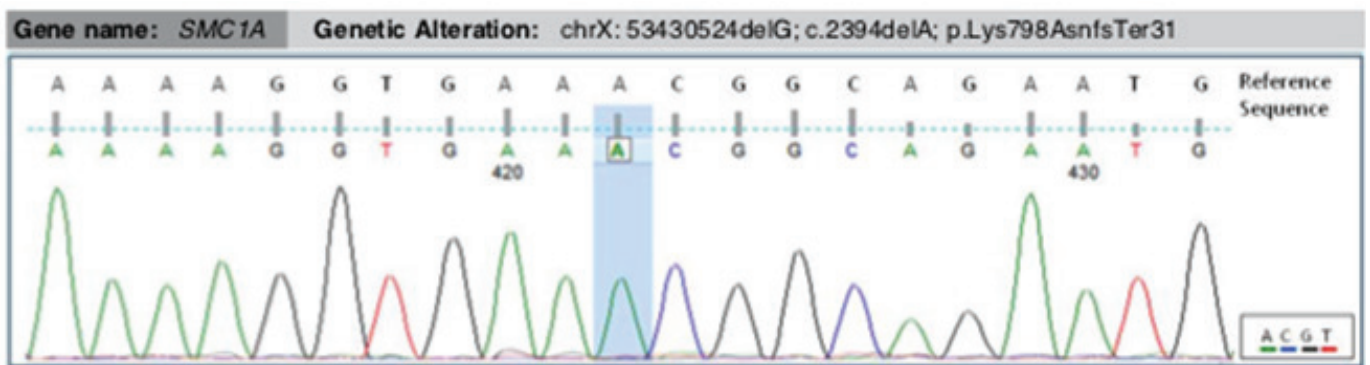 Gene name: SMC1A Genetic Alteration: chrX: 53430524delG; c.2394delA; p.Lys798AsnfsTer31
A A A A G G T G A A A C G G C A G A A T G Reference
Sequence
A A A A G G T G A A A C G G C A G A A T G
420 430
A C G T